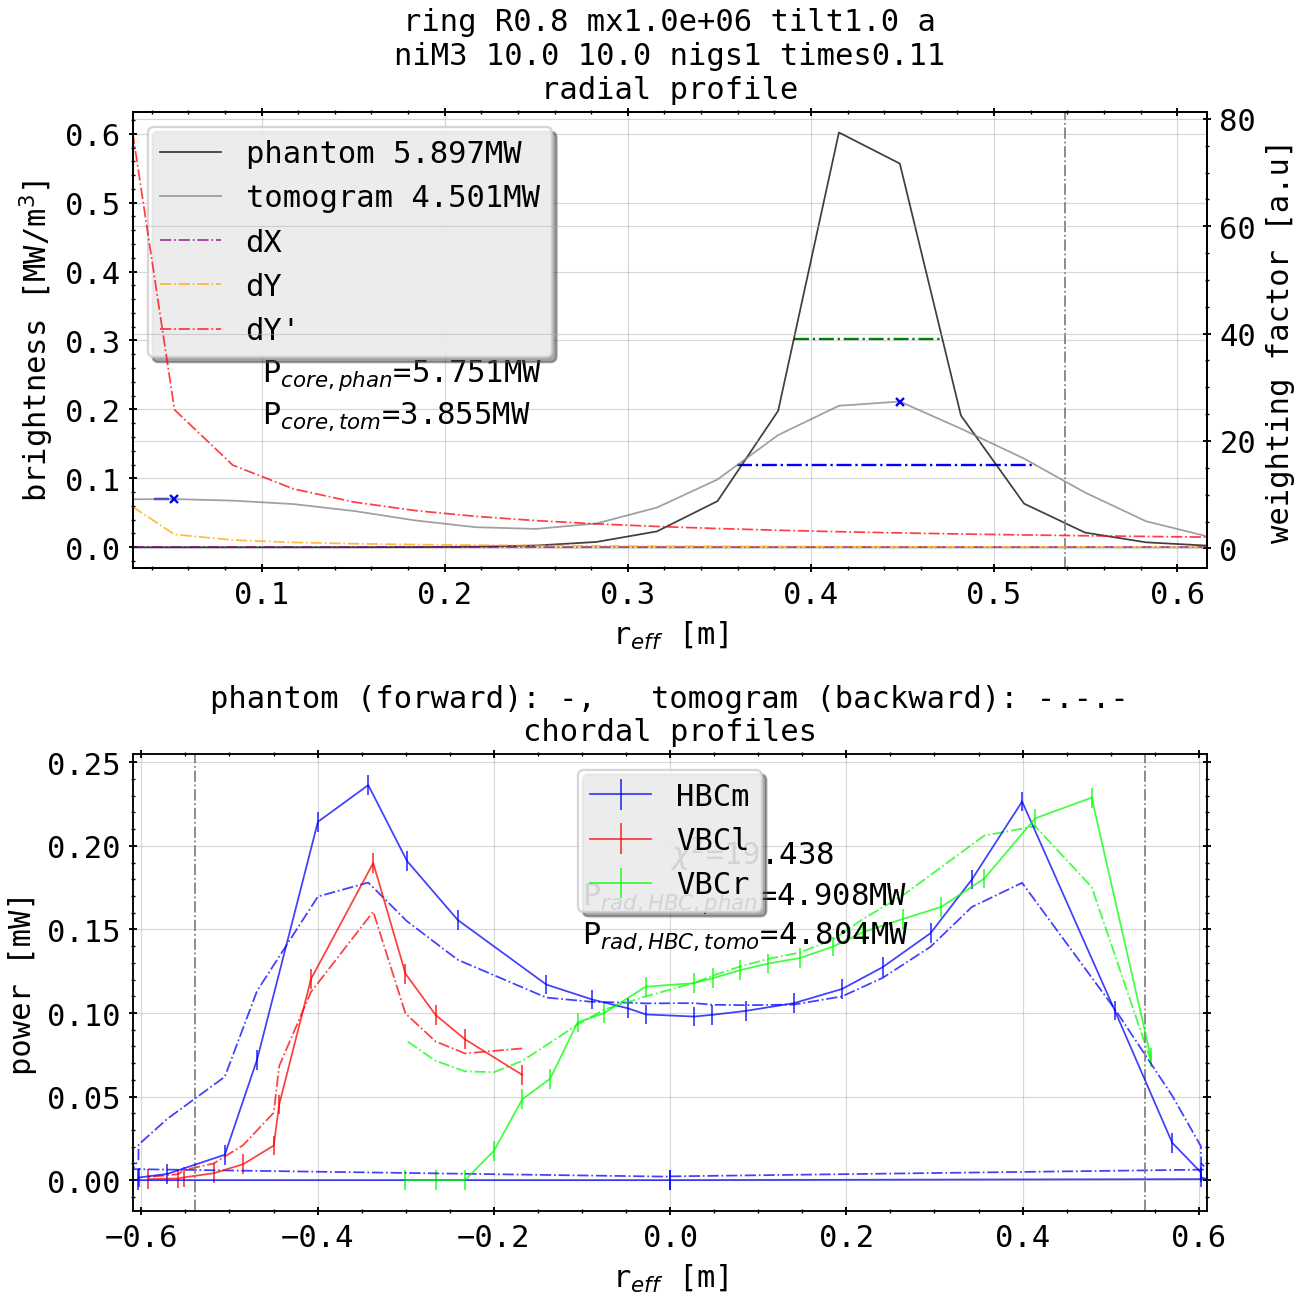 ring R0.8 mx1.0e+06 tilt1.0 a
niM3 10.0 10.0 nigs1 times0.11
radial profile
phantom 5.897MW
tomogram 4.501MW
dX
dY
dY'
P_core,phan=5.751MW
P_core,tom=3.855MW
brightness [MW/m³]
0.6
0.5
0.4
0.3
0.2
0.1
0.0
weighting factor [a.u]
80
60
40
20
0
0.1 0.2 0.3 0.4 0.5 0.6
r_eff [m]
phantom (forward): -, tomogram (backward): -.-.-
chordal profiles
HBCm
VBCl
VBCr
χ²=19.438
P_rad,HBC,phan=4.908MW
P_rad,HBC,tomo=4.804MW
power [mW]
0.25
0.20
0.15
0.10
0.05
0.00
−0.6 −0.4 −0.2 0.0 0.2 0.4 0.6
r_eff [m]